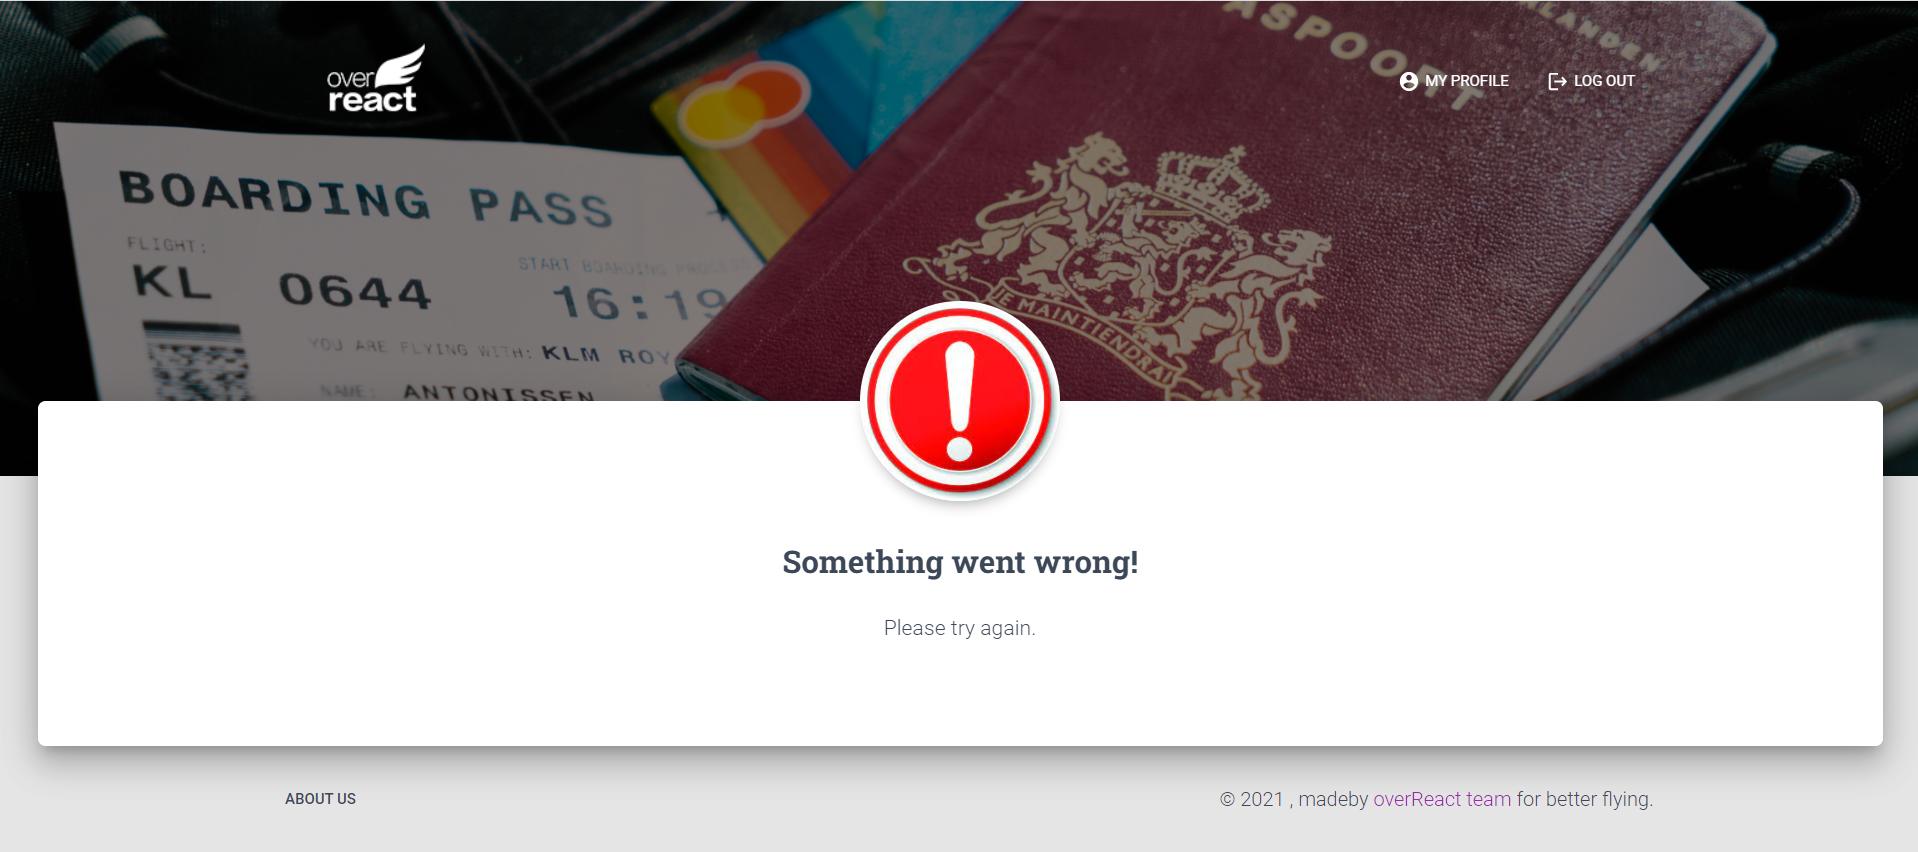 over
react
MY PROFILE
LOG OUT
BOARDING PASS
FLIGHT:
KL 0644
START BOARDING PROCESS
16:19
YOU ARE FLYING WITH: KLM ROY
NAME: ANTONISSEN
ASPOORT
JE MAINTIENDRAI
Something went wrong!
Please try again.
ABOUT US
© 2021 , madeby overReact team for better flying.